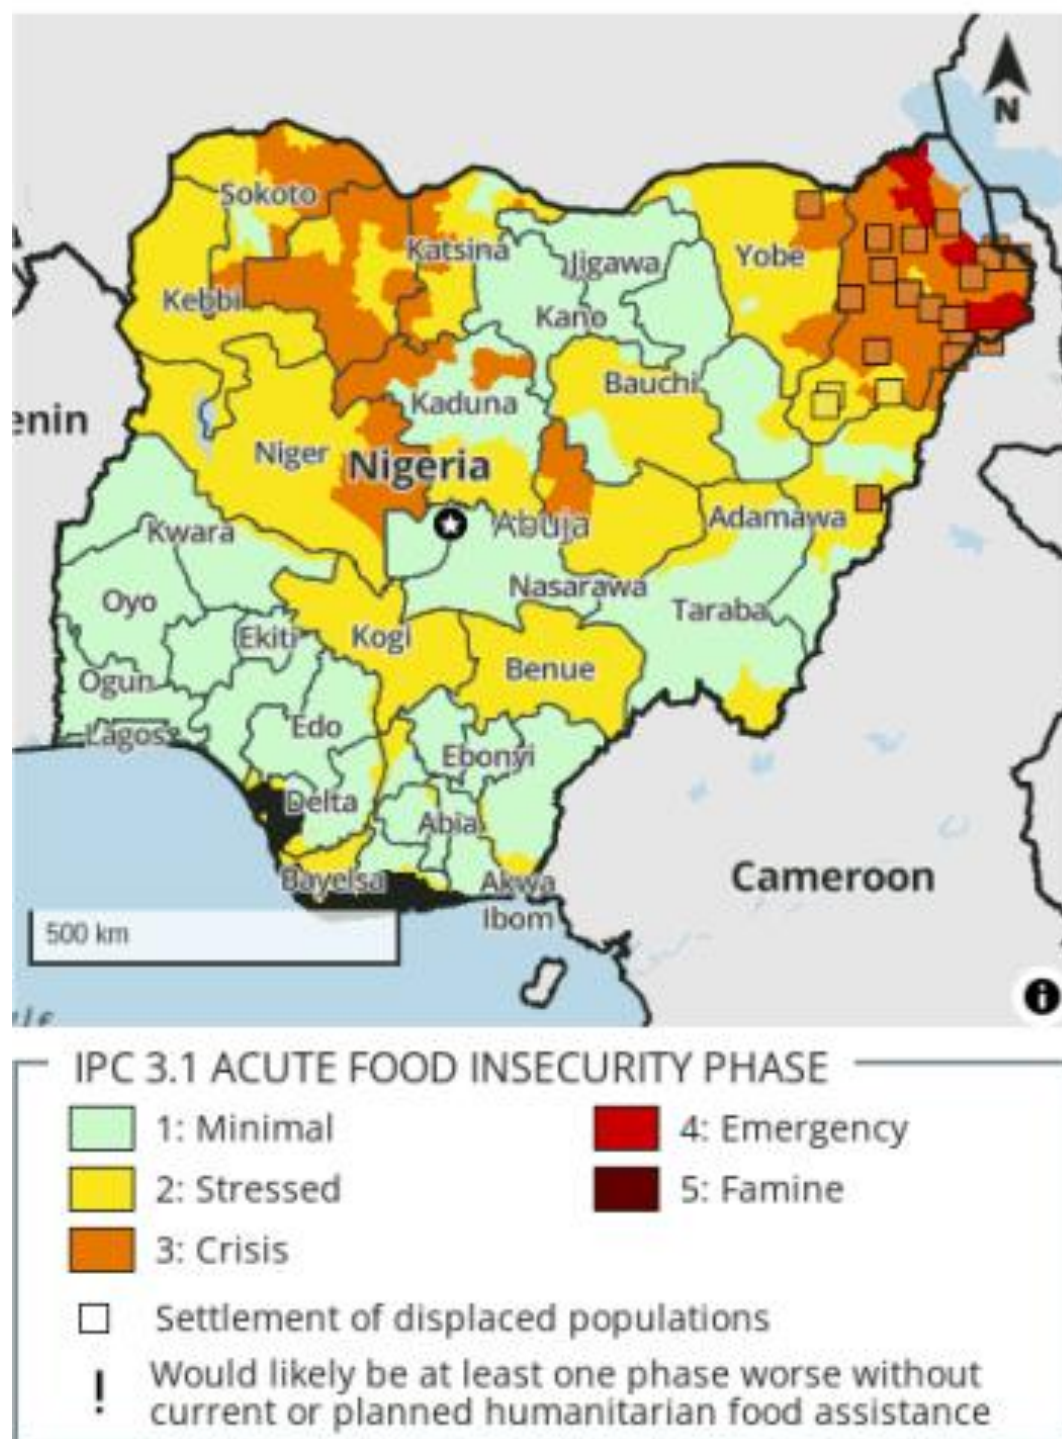 N
Sokoto
Katsina
Jigawa
Yobe
Kebbi
Kano
Bauchi
Kaduna
enin
Niger
Nigeria
Adamawa
Abuja
Kwara
Nasarawa
Oyo
Taraba
Ekiti
Kogi
Benue
Ogun
Edo
Lagos
Ebonyi
Delta
Abia
Cameroon
Bayelsa
Akwa
Ibom
500 km
IPC 3.1 ACUTE FOOD INSECURITY PHASE
1: Minimal
4: Emergency
2: Stressed
5: Famine
3: Crisis
Settlement of displaced populations
! Would likely be at least one phase worse without
current or planned humanitarian food assistance